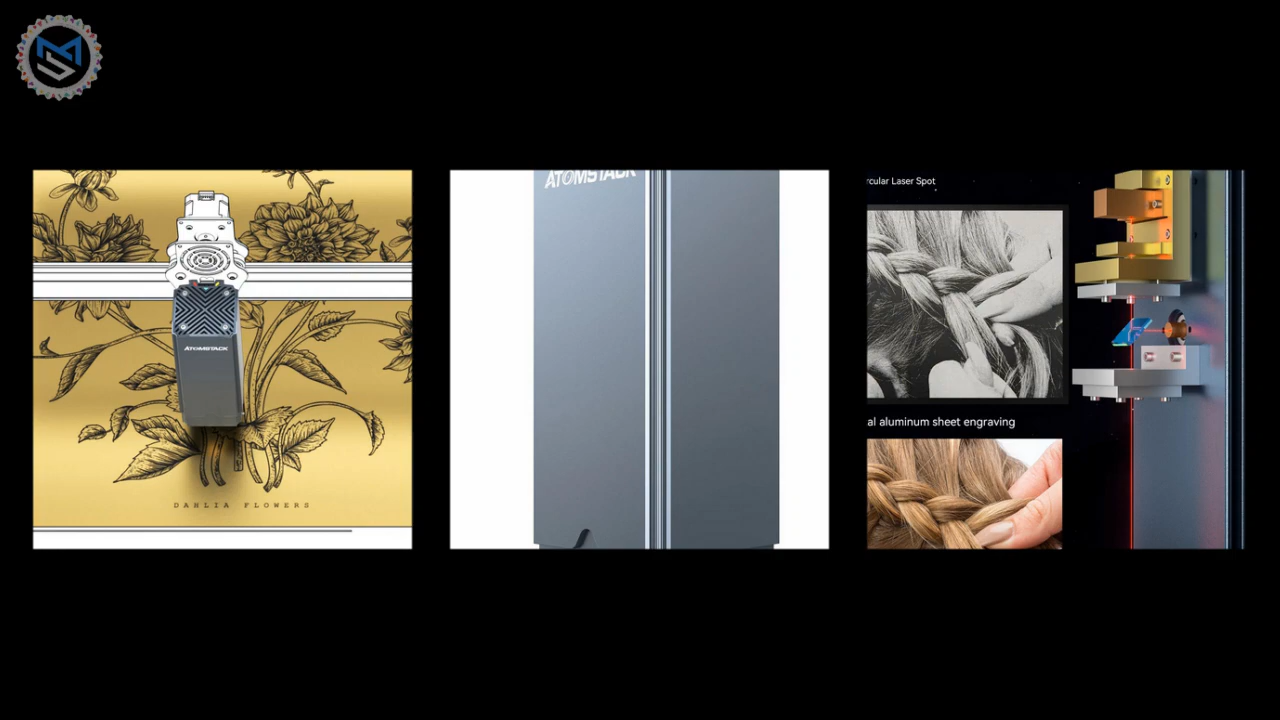 ATOMSTACK
DAHLIA FLOWERS
ATOMSTACK
rcular Laser Spot
al aluminum sheet engraving